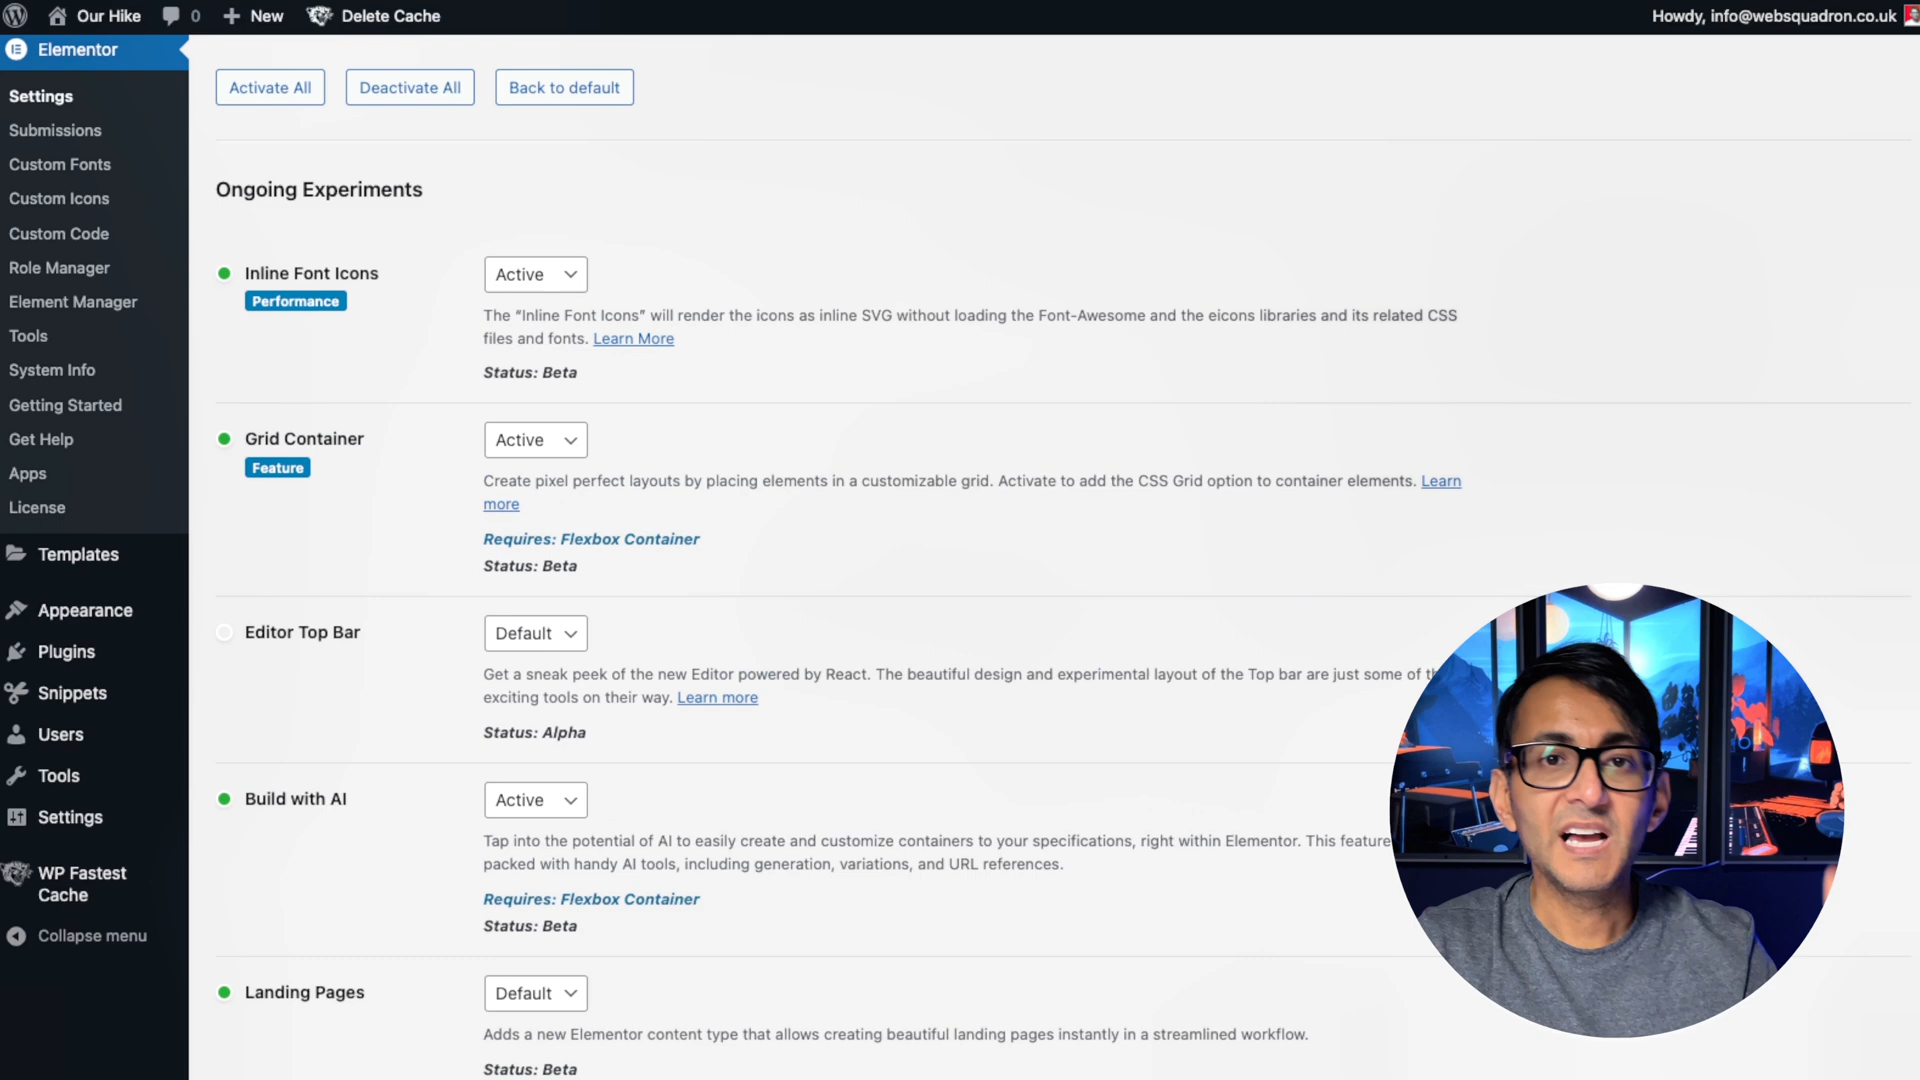 Our Hike
0
New
Delete Cache
Howdy, info@websquadron.co.uk
Elementor
Settings
Submissions
Custom Fonts
Custom Icons
Custom Code
Role Manager
Element Manager
Tools
System Info
Getting Started
Get Help
Apps
License
Templates
Appearance
Plugins
Snippets
Users
Tools
Settings
WP Fastest
Cache
Collapse menu
Activate All
Deactivate All
Back to default
Ongoing Experiments
Inline Font Icons
Performance
Active
The “Inline Font Icons” will render the icons as inline SVG without loading the Font-Awesome and the eicons libraries and its related CSS
files and fonts. Learn More
Status: Beta
Grid Container
Feature
Active
Create pixel perfect layouts by placing elements in a customizable grid. Activate to add the CSS Grid option to container elements. Learn
more
Requires: Flexbox Container
Status: Beta
Editor Top Bar
Default
Get a sneak peek of the new Editor powered by React. The beautiful design and experimental layout of the Top bar are just some of
exciting tools on their way. Learn more
Status: Alpha
Build with AI
Active
Tap into the potential of AI to easily create and customize containers to your specifications, right within Elementor. This feature
packed with handy AI tools, including generation, variations, and URL references.
Requires: Flexbox Container
Status: Beta
Landing Pages
Default
Adds a new Elementor content type that allows creating beautiful landing pages instantly in a streamlined workflow.
Status: Beta